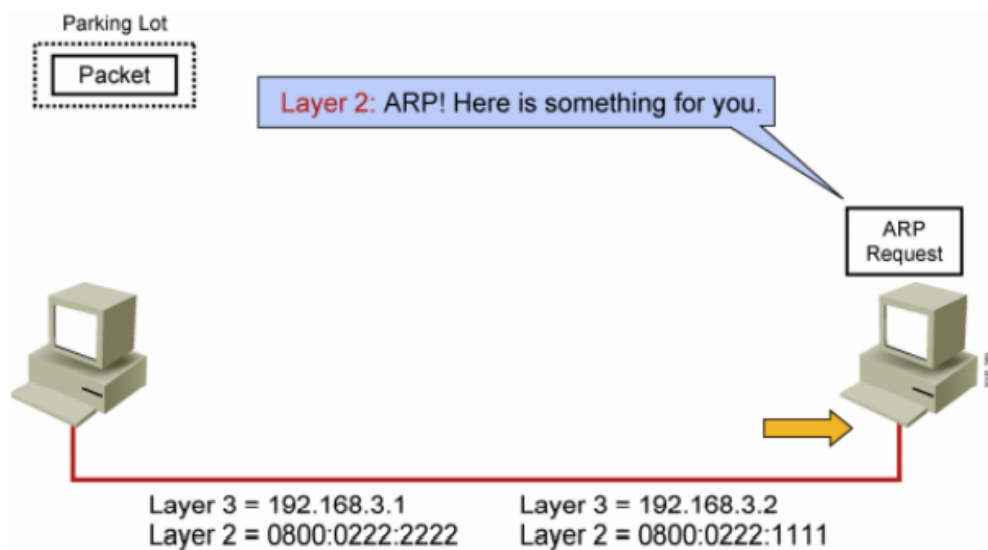 Parking Lot
Packet
Layer 2: ARP! Here is something for you.
ARP
Request
Layer 3 = 192.168.3.1
Layer 2 = 0800:0222:2222
Layer 3 = 192.168.3.2
Layer 2 = 0800:0222:1111